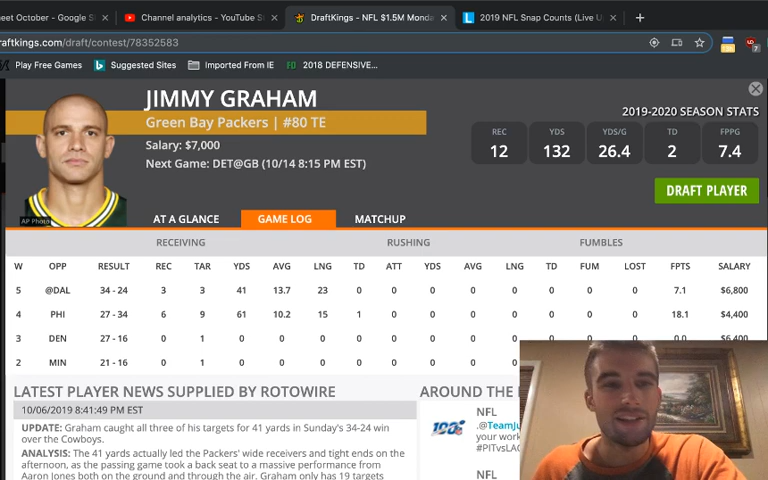 eet October - Google S
Channel analytics - YouTube S
DraftKings - NFL $1.5M Monda
2019 NFL Snap Counts (Live U
raftkings.com/draft/contest/78352583
Play Free Games
Suggested Sites
Imported From IE
2018 DEFENSIVE...
JIMMY GRAHAM
Green Bay Packers | #80 TE
Salary: $7,000
Next Game: DET@GB (10/14 8:15 PM EST)
AP Photo
2019-2020 SEASON STATS
REC YDS YDS/G TD FPPG
12 132 26.4 2 7.4
DRAFT PLAYER
AT A GLANCE GAME LOG MATCHUP
RECEIVING RUSHING FUMBLES
W OPP RESULT REC TAR YDS AVG LNG TD ATT YDS AVG LNG TD FUM LOST FPTS SALARY
5 @DAL 34 - 24 3 3 41 13.7 23 0 0 0 0 0 0 0 0 7.1 $6,800
4 PHI 27 - 34 6 9 61 10.2 15 1 0 0 0 0 0 0 0 18.1 $4,400
3 DEN 27 - 16 0 1 0 0 0 0 0 0 0 0 0 0 0 0.0 $6,400
2 MIN 21 - 16 0 1 0 0 0 0 0 0 0 0 0
LATEST PLAYER NEWS SUPPLIED BY ROTOWIRE
10/06/2019 8:41:49 PM EST
UPDATE: Graham caught all three of his targets for 41 yards in Sunday's 34-24 win
over the Cowboys.
ANALYSIS: The 41 yards actually led the Packers' wide receivers and tight ends on the
afternoon, as the passing game took a back seat to a massive performance from
Aaron Jones both on the ground and through the air. Graham only has 19 targets
AROUND THE
NFL
.@TeamJu
your work
#PITvsLAC
NFL